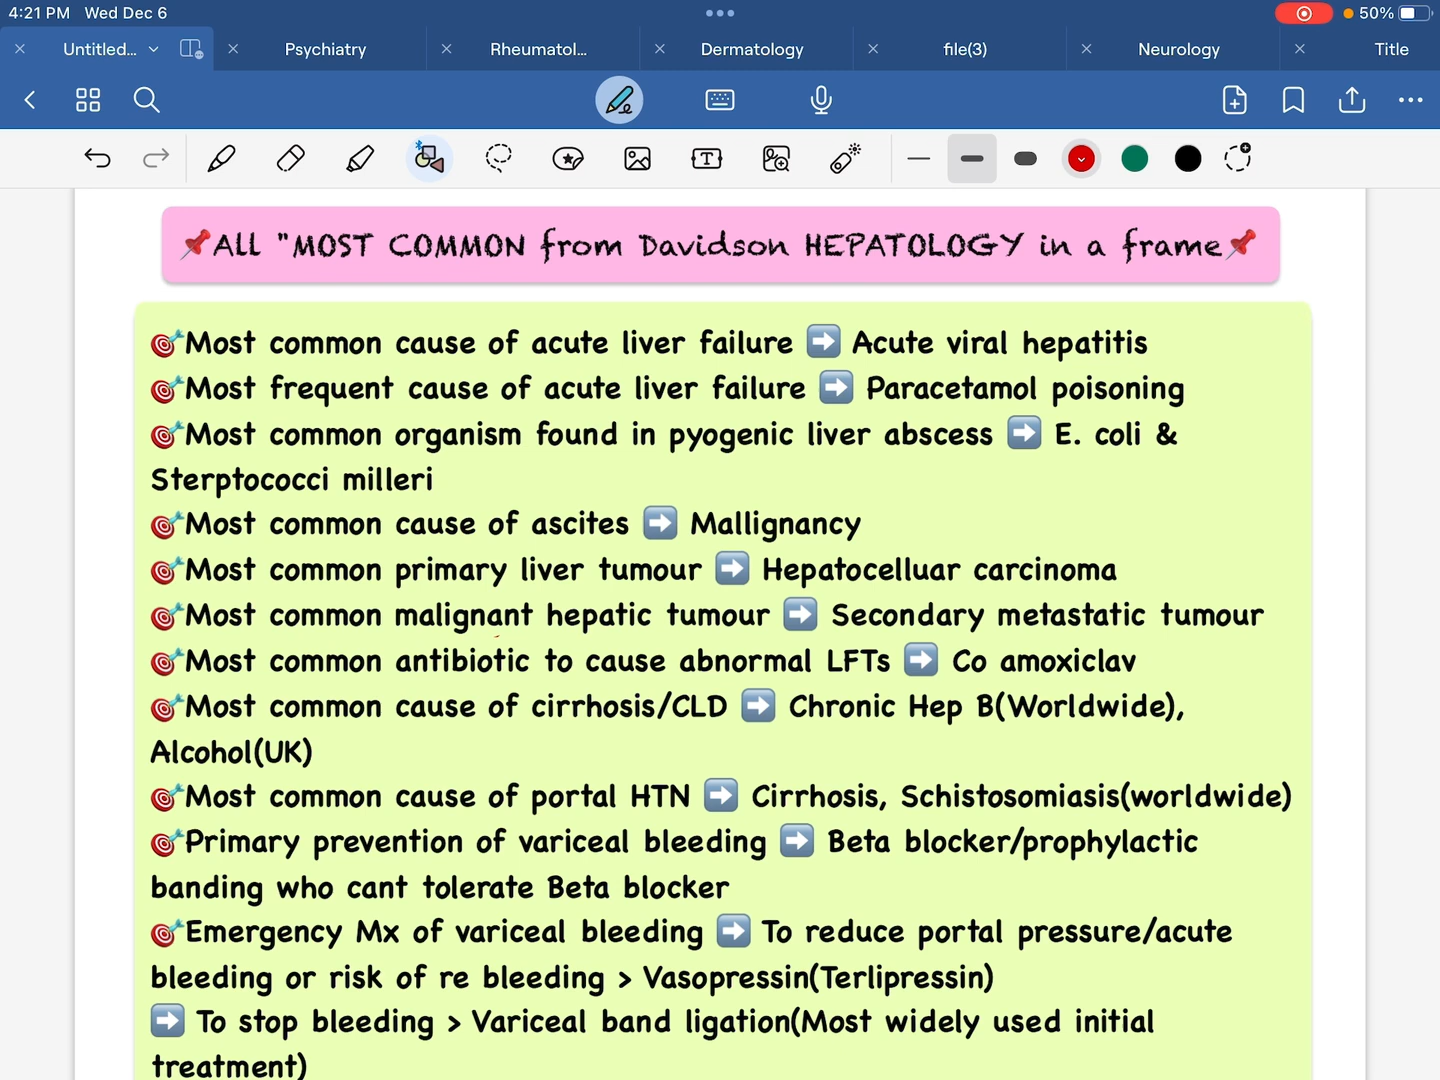 4:21 PM Wed Dec 6
50%
Untitled... Psychiatry Rheumatol... Dermatology file(3) Neurology Title
📌All "MOST COMMON from Davidson HEPATOLOGY in a frame📌
🎯Most common cause of acute liver failure ➡️ Acute viral hepatitis
🎯Most frequent cause of acute liver failure ➡️ Paracetamol poisoning
🎯Most common organism found in pyogenic liver abscess ➡️ E. coli &
Sterptococci milleri
🎯Most common cause of ascites ➡️ Mallignancy
🎯Most common primary liver tumour ➡️ Hepatocelluar carcinoma
🎯Most common malignant hepatic tumour ➡️ Secondary metastatic tumour
🎯Most common antibiotic to cause abnormal LFTs ➡️ Co amoxiclav
🎯Most common cause of cirrhosis/CLD ➡️ Chronic Hep B(Worldwide),
Alcohol(UK)
🎯Most common cause of portal HTN ➡️ Cirrhosis, Schistosomiasis(worldwide)
🎯Primary prevention of variceal bleeding ➡️ Beta blocker/prophylactic
banding who cant tolerate Beta blocker
🎯Emergency Mx of variceal bleeding ➡️ To reduce portal pressure/acute
bleeding or risk of re bleeding > Vasopressin(Terlipressin)
➡️ To stop bleeding > Variceal band ligation(Most widely used initial
treatment)